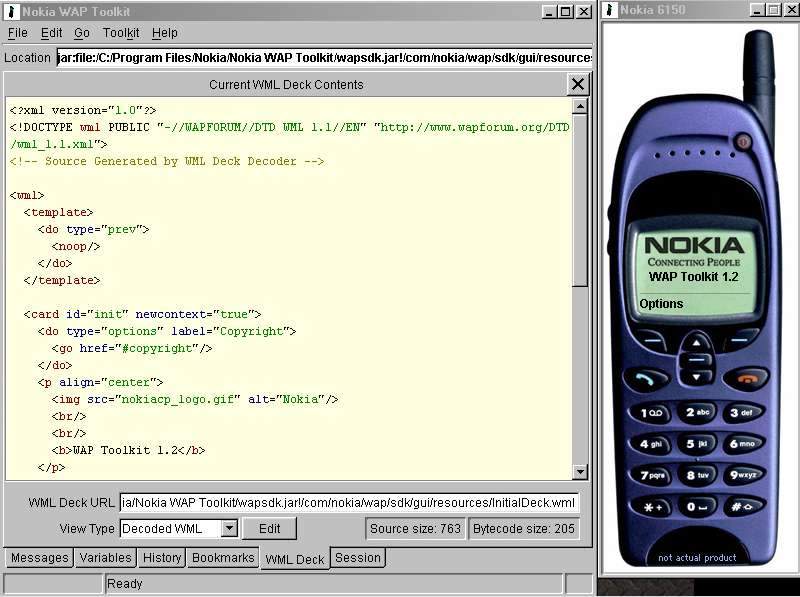 Nokia WAP Toolkit
File Edit Go Toolkit Help
Location jar:file:/C:/Program Files/Nokia/Nokia WAP Toolkit/wapsdk.jar!/com/nokia/wap/sdk/gui/resources
Current WML Deck Contents
<?xml version="1.0"?>
<!DOCTYPE wml PUBLIC "-//WAPFORUM//DTD WML 1.1//EN" "http://www.wapforum.org/DTD
/wml_1.1.xml">
<!-- Source Generated by WML Deck Decoder -->
<wml>
<template>
<do type="prev">
<noop/>
</do>
</template>
<card id="init" newcontext="true">
<do type="options" label="Copyright">
<go href="#copyright"/>
</do>
<p align="center">
<img src="nokiacp_logo.gif" alt="Nokia"/>
<br/>
<br/>
<b>WAP Toolkit 1.2</b>
</p>
WML Deck URL ia/Nokia WAP Toolkit/wapsdk.jar!/com/nokia/wap/sdk/gui/resources/InitialDeck.wml
View Type Decoded WML Edit Source size: 763 Bytecode size: 205
Messages Variables History Bookmarks WML Deck Session
Ready
Nokia 6150
NOKIA
CONNECTING PEOPLE
WAP Toolkit 1.2
Options
1 2 abc 3 def
4 ghi 5 jkl 6 mno
7 pqrs 8 tuv 9 wxyz
* + 0 #
not actual product